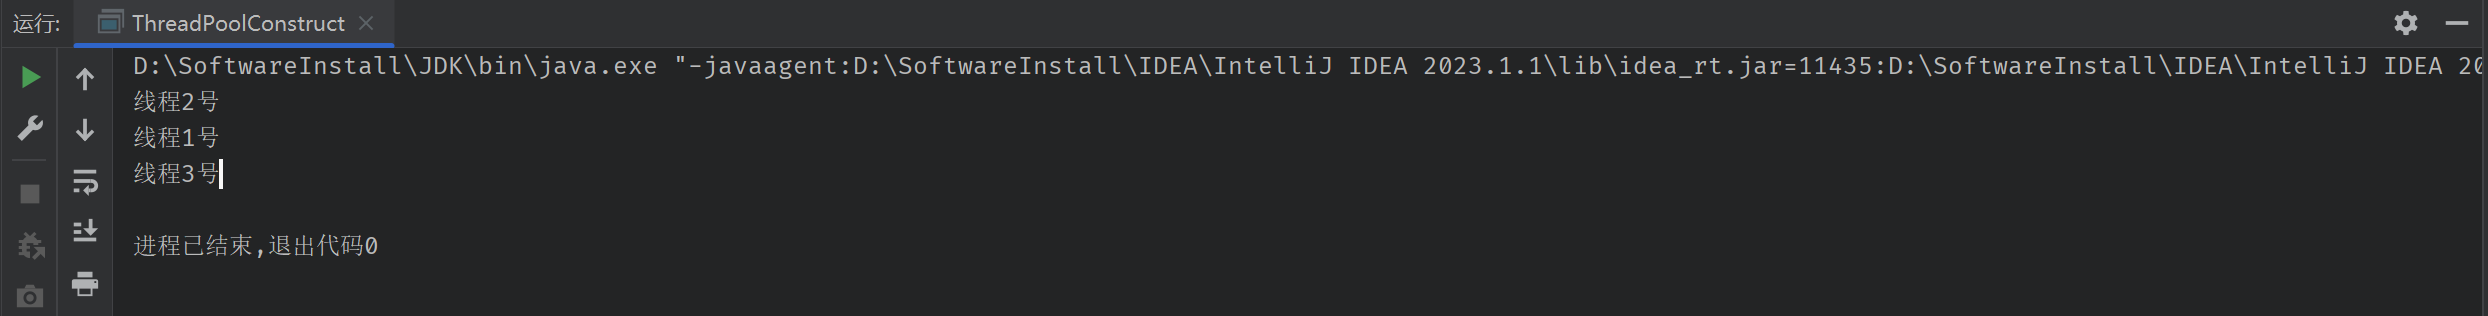 运行: ThreadPoolConstruct
D:\SoftwareInstall\JDK\bin\java.exe "-javaagent:D:\SoftwareInstall\IDEA\IntelliJ IDEA 2023.1.1\lib\idea_rt.jar=11435:D:\SoftwareInstall\IDEA\IntelliJ IDEA 20
线程2号
线程1号
线程3号
进程已结束,退出代码0